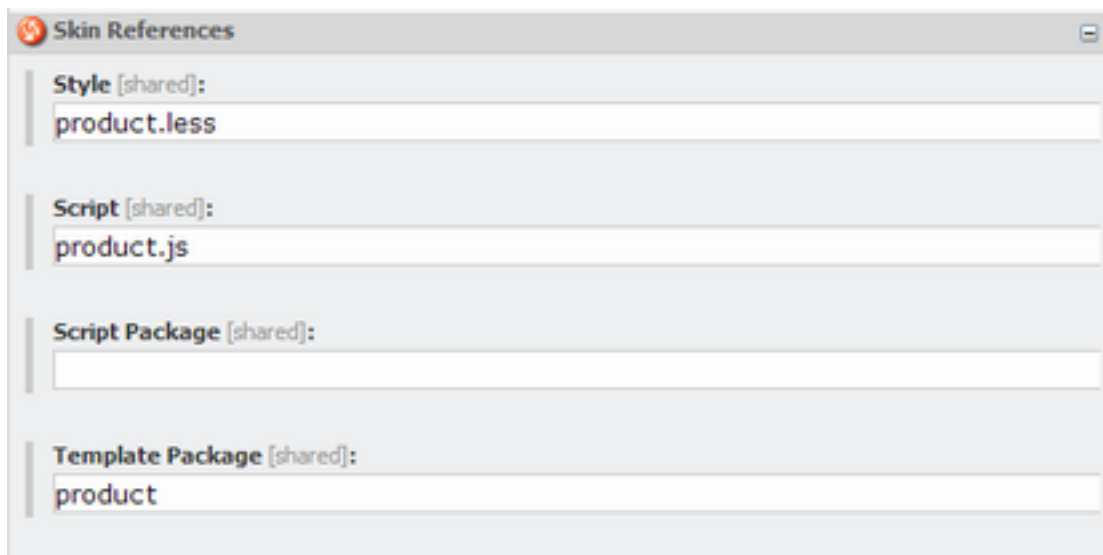 Skin References
Style [shared]:
product.less
Script [shared]:
product.js
Script Package [shared]:
Template Package [shared]:
product